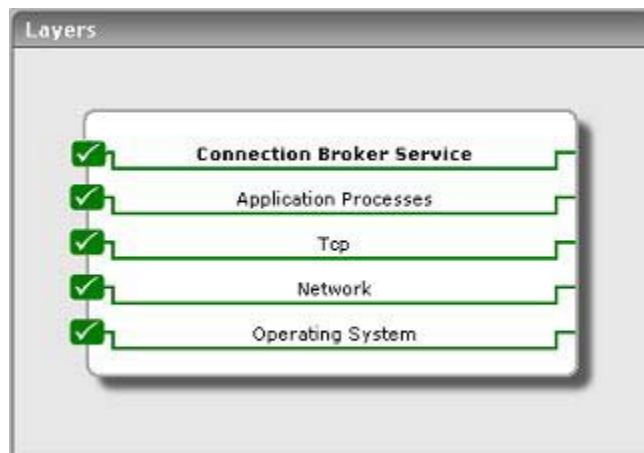 Layers
Connection Broker Service
Application Processes
Tcp
Network
Operating System